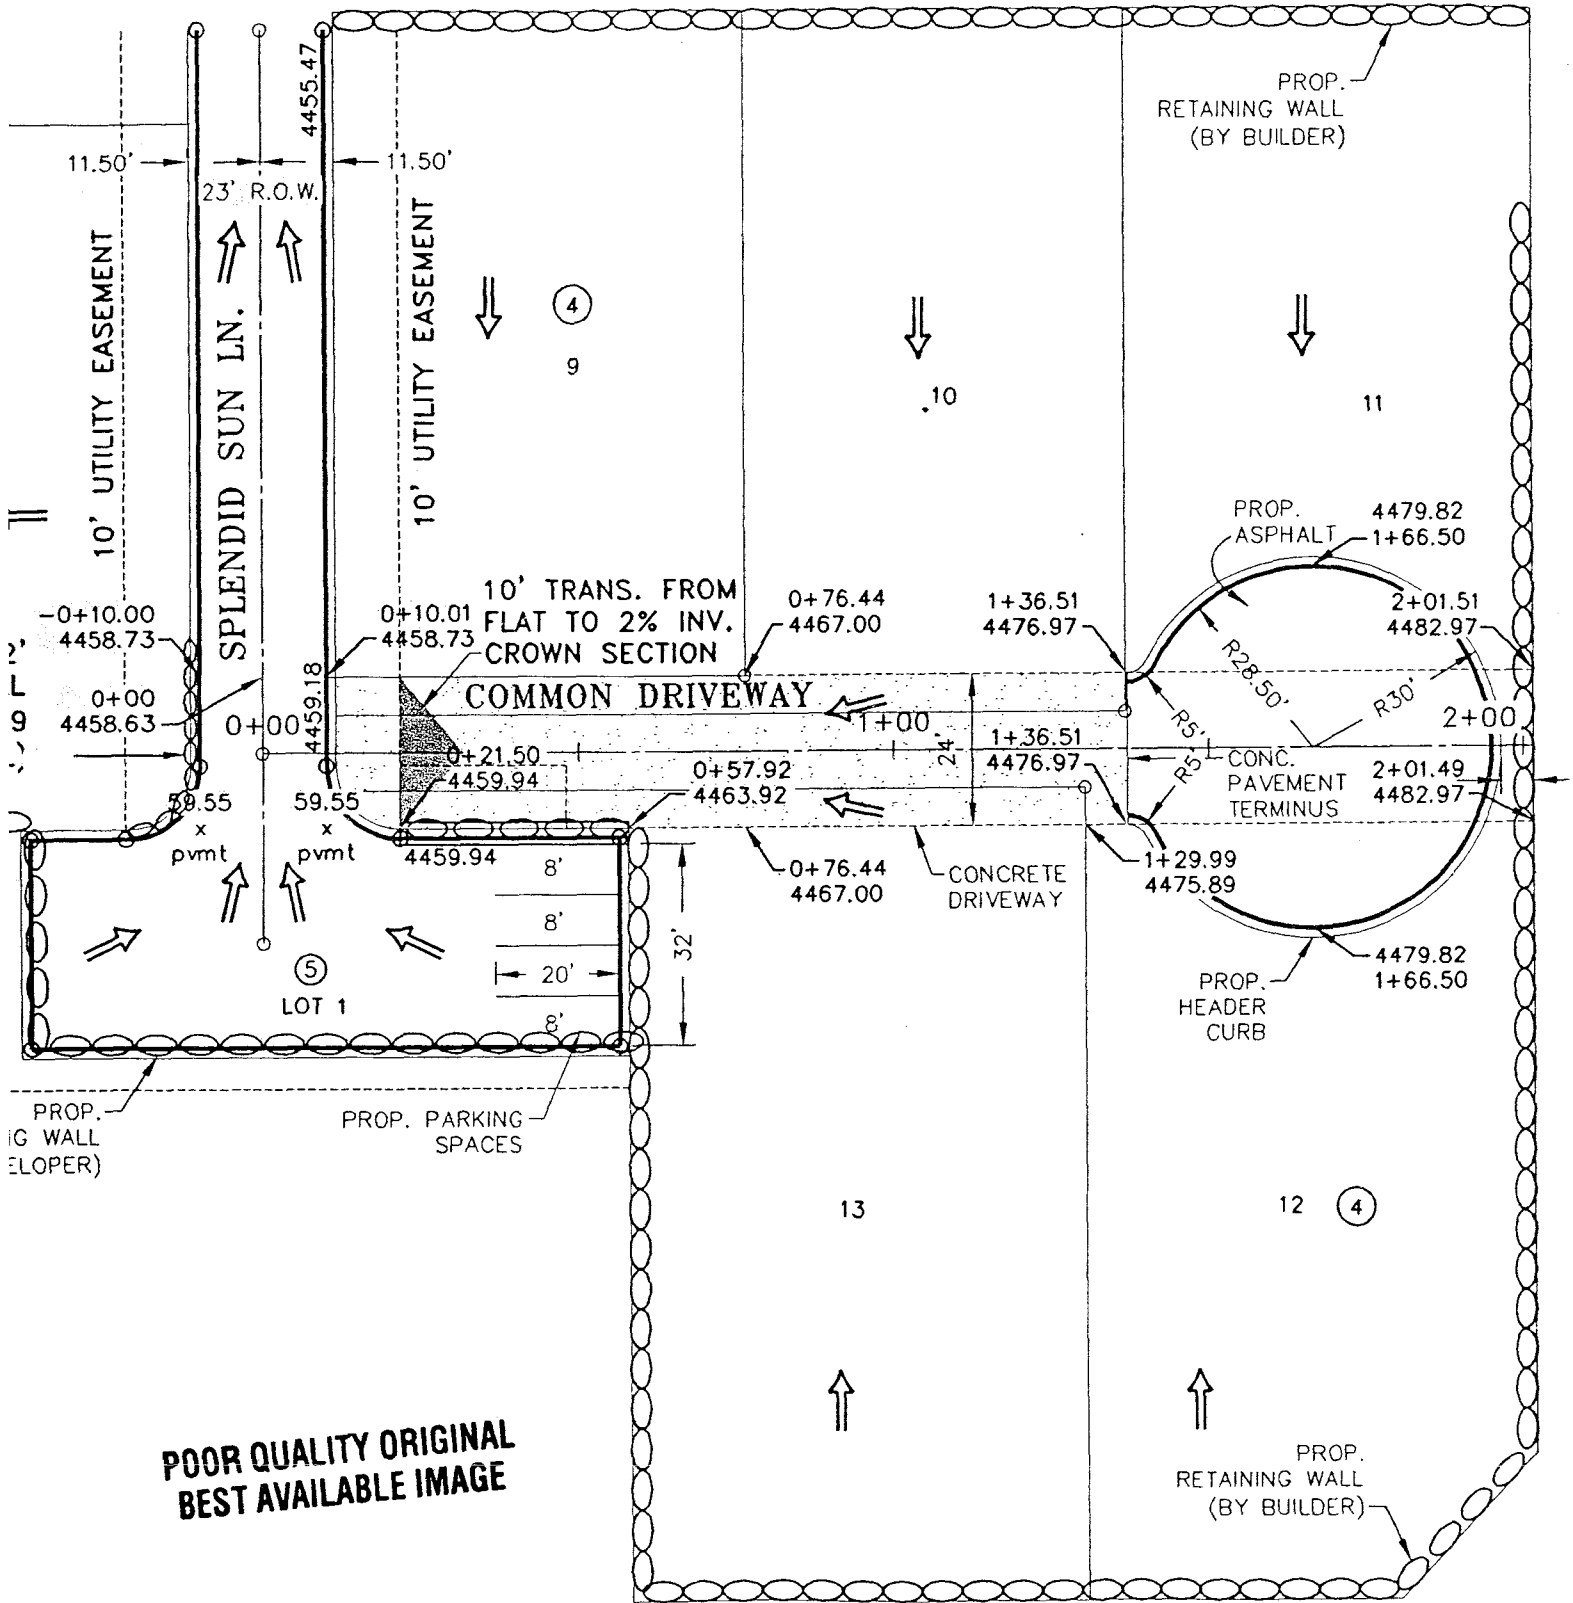 PROP.
RETAINING WALL
(BY BUILDER)
4455.47
11.50'
11.50'
23' R.O.W.
10' UTILITY EASEMENT
SPLENDID SUN LN.
10' UTILITY EASEMENT
4
9
10
11
PROP.
ASPHALT
4479.82
1+66.50
10' TRANS. FROM
FLAT TO 2% INV.
CROWN SECTION
-0+10.00
4458.73
0+10.01
4458.73
0+76.44
4467.00
1+36.51
4476.97
2+01.51
4482.97
R28.50'
R30'
L
9
0+00
4458.63
0+00
4459.18
COMMON DRIVEWAY
1+00
2+00
R5'
R5'
24'
0+21.50
4459.94
0+57.92
4463.92
1+36.51
4476.97
CONC.
PAVEMENT
TERMINUS
2+01.49
4482.97
59.55
x
pvmt
59.55
x
pvmt
4459.94
0+76.44
4467.00
CONCRETE
DRIVEWAY
1+29.99
4475.89
8'
8'
20'
8'
32'
5
LOT 1
4479.82
1+66.50
PROP.
HEADER
CURB
PROP.
IG WALL
ELOPER)
PROP. PARKING
SPACES
13
12
4
POOR QUALITY ORIGINAL
BEST AVAILABLE IMAGE
PROP.
RETAINING WALL
(BY BUILDER)